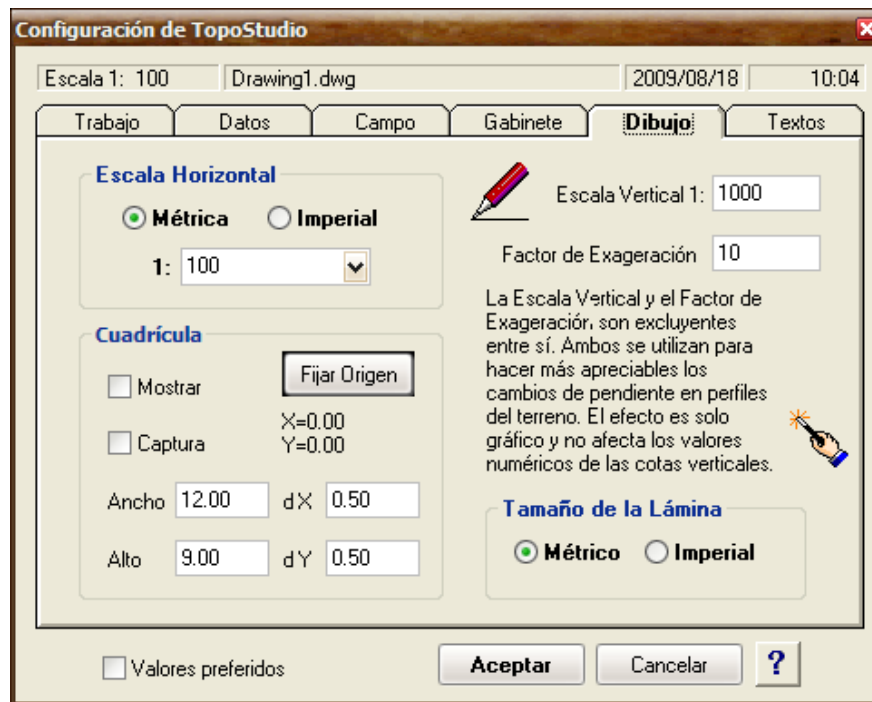 Configuración de TopoStudio
Escala 1: 100 Drawing1.dwg 2009/08/18 10:04
Trabajo Datos Campo Gabinete Dibujo Textos
Escala Horizontal
Métrica Imperial
1: 100
Cuadrícula
Mostrar
Fijar Origen
Captura
X=0.00
Y=0.00
Ancho 12.00 dX 0.50
Alto 9.00 dY 0.50
Escala Vertical 1: 1000
Factor de Exageración 10
La Escala Vertical y el Factor de
Exageración, son excluyentes
entre sí. Ambos se utilizan para
hacer más apreciables los
cambios de pendiente en perfiles
del terreno. El efecto es solo
gráfico y no afecta los valores
numéricos de las cotas verticales.
Tamaño de la Lámina
Métrico Imperial
Valores preferidos
Aceptar Cancelar ?